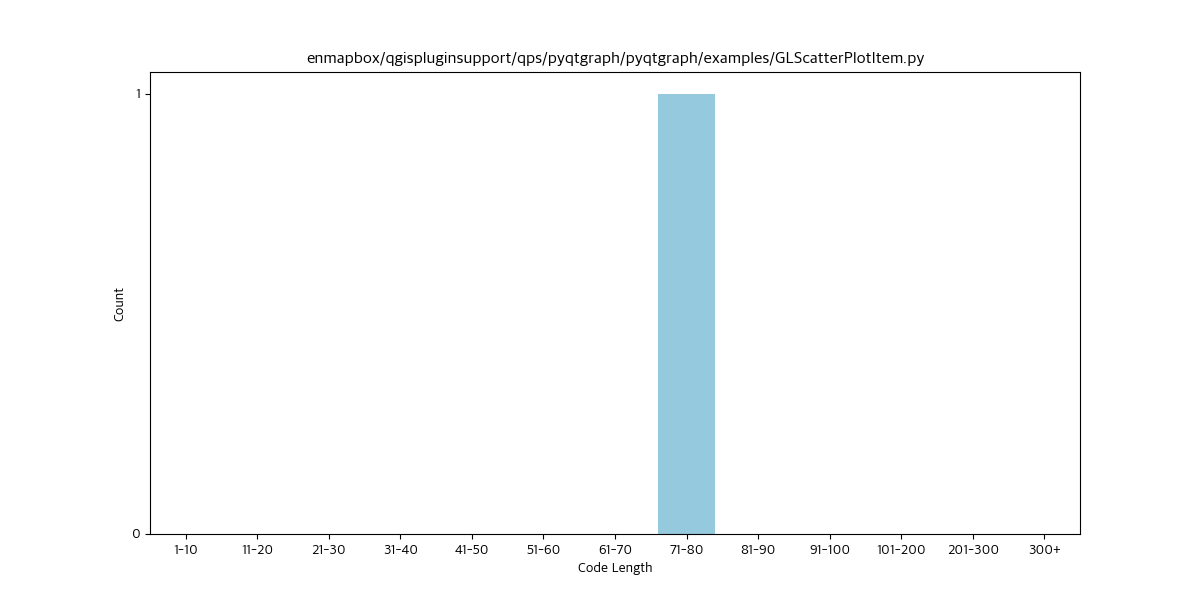 enmapbox/qgispluginsupport/qps/pyqtgraph/pyqtgraph/examples/GLScatterPlotItem.py
1
Count
0
1-10 11-20 21-30 31-40 41-50 51-60 61-70 71-80 81-90 91-100 101-200 201-300 300+
Code Length